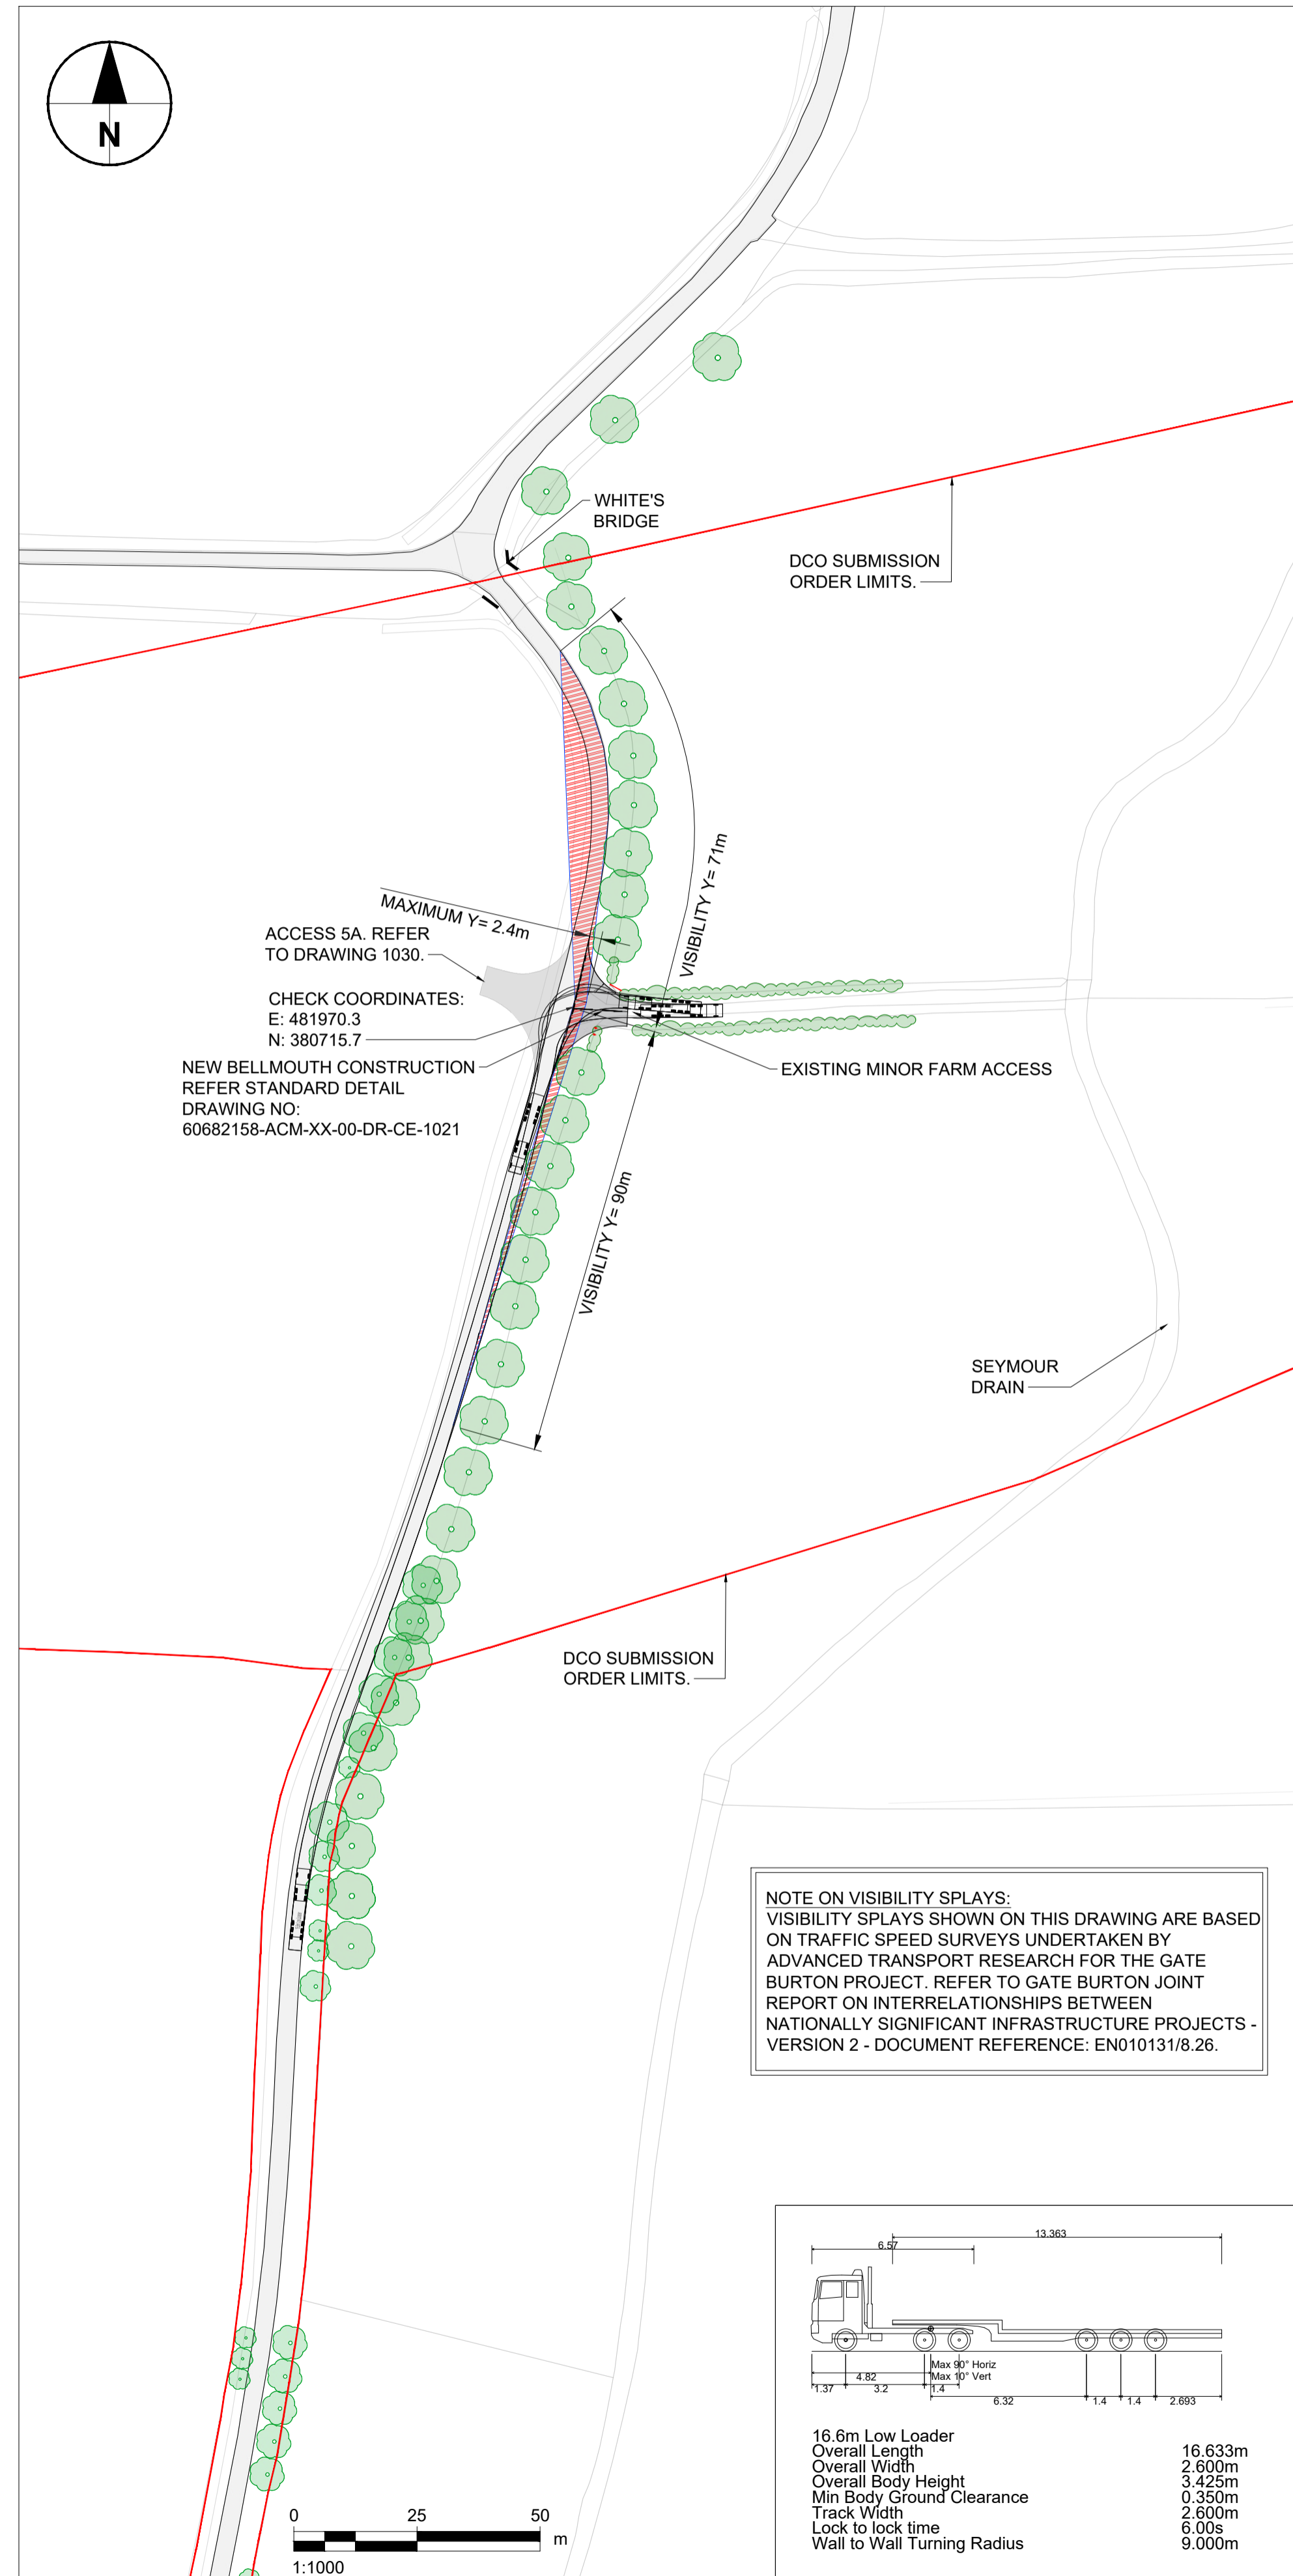 N
WHITE'S
BRIDGE
DCO SUBMISSION
ORDER LIMITS.
VISIBILITY Y= 71m
MAXIMUM Y= 2.4m
ACCESS 5A. REFER
TO DRAWING 1030.
CHECK COORDINATES:
E: 481970.3
N: 380715.7
NEW BELLMOUTH CONSTRUCTION
REFER STANDARD DETAIL
DRAWING NO:
60682158-ACM-XX-00-DR-CE-1021
EXISTING MINOR FARM ACCESS
VISIBILITY Y= 90m
SEYMOUR
DRAIN
DCO SUBMISSION
ORDER LIMITS.
NOTE ON VISIBILITY SPLAYS:
VISIBILITY SPLAYS SHOWN ON THIS DRAWING ARE BASED
ON TRAFFIC SPEED SURVEYS UNDERTAKEN BY
ADVANCED TRANSPORT RESEARCH FOR THE GATE
BURTON PROJECT. REFER TO GATE BURTON JOINT
REPORT ON INTERRELATIONSHIPS BETWEEN
NATIONALLY SIGNIFICANT INFRASTRUCTURE PROJECTS -
VERSION 2 - DOCUMENT REFERENCE: EN010131/8.26.
13.363
6.57
Max 90° Horiz
Max 10° Vert
4.82
1.37 3.2 1.4
6.32 1.4 1.4 2.693
16.6m Low Loader
Overall Length 16.633m
Overall Width 2.600m
Overall Body Height 3.425m
Min Body Ground Clearance 0.350m
Track Width 2.600m
Lock to lock time 6.00s
Wall to Wall Turning Radius 9.000m
0 25 50
m
1:1000